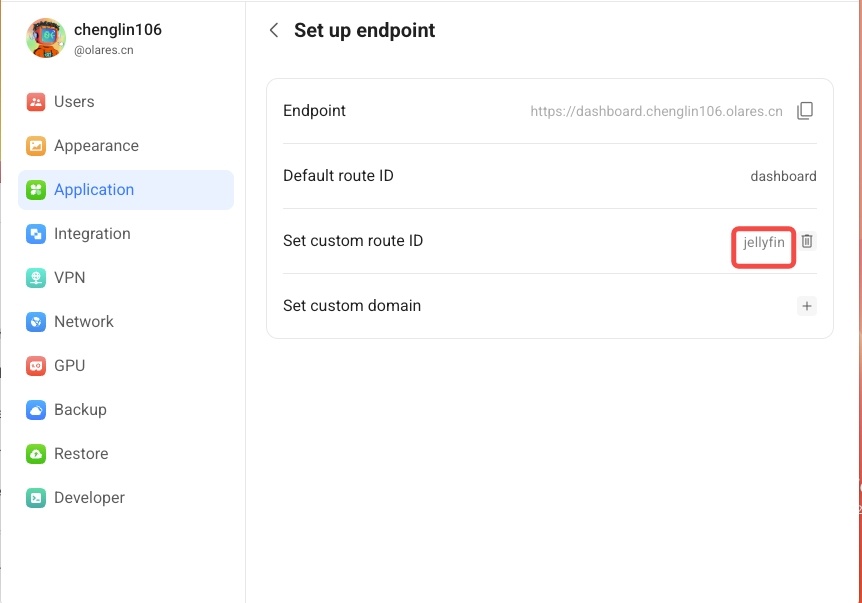 chenglin106
@olares.cn
Users
Appearance
Application
Integration
VPN
Network
GPU
Backup
Restore
Developer
Set up endpoint
Endpoint https://dashboard.chenglin106.olares.cn
Default route ID dashboard
Set custom route ID jellyfin
Set custom domain